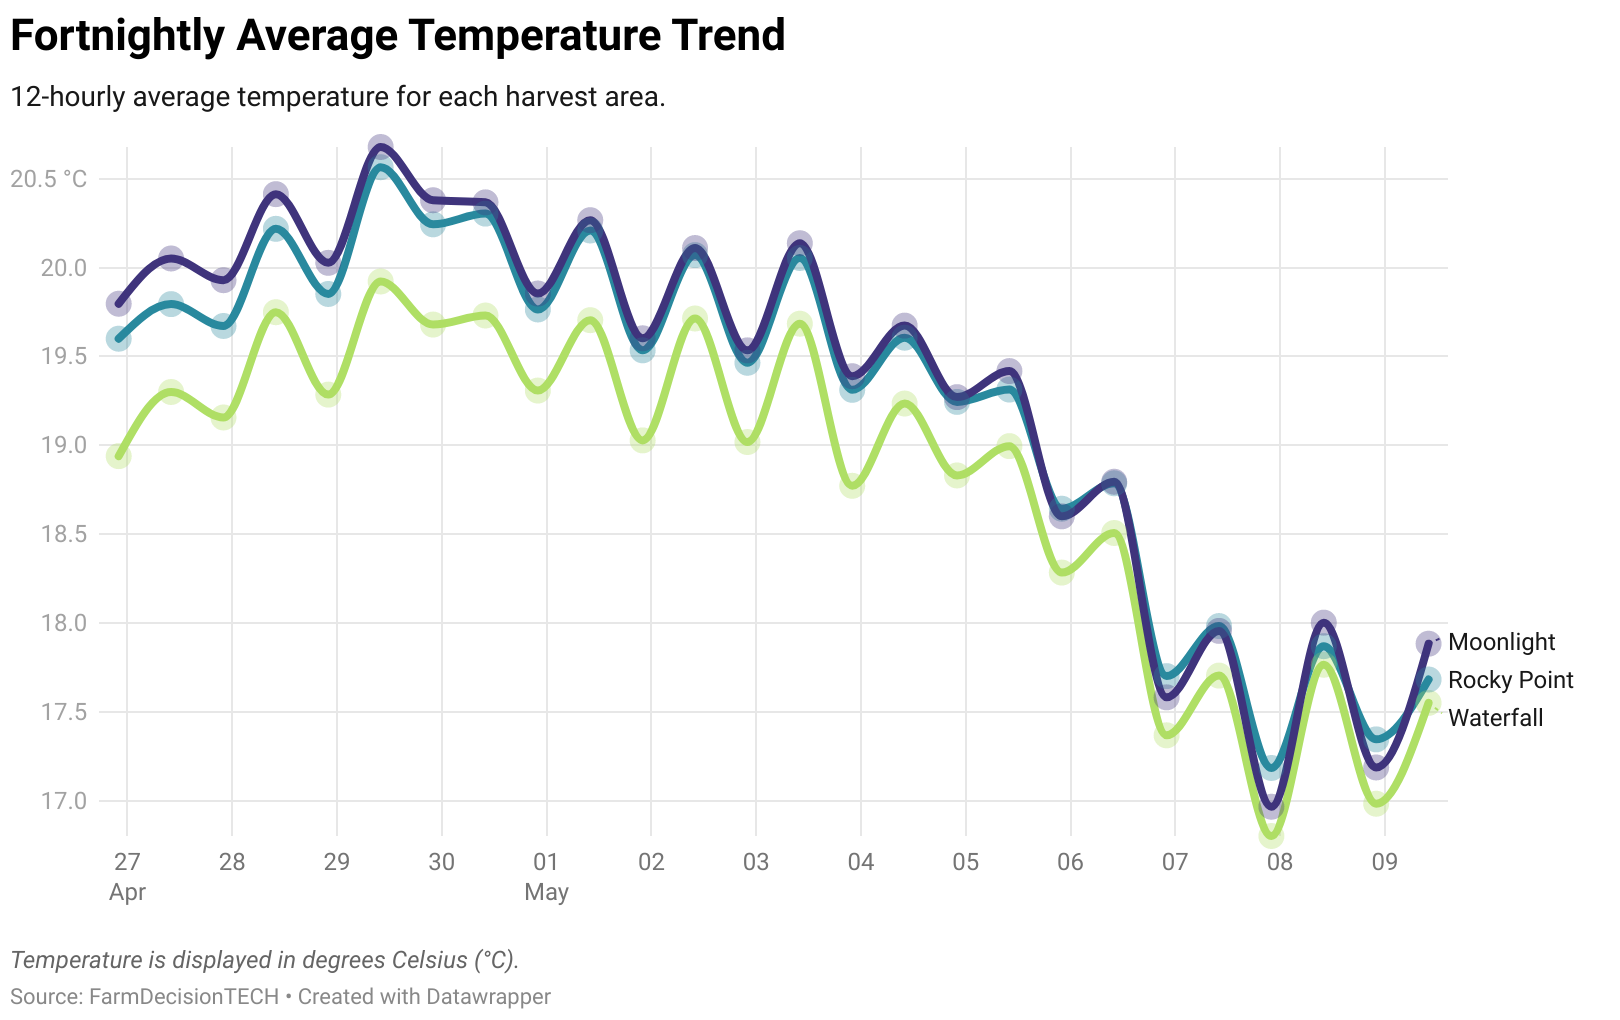 Fortnightly Average Temperature Trend
12-hourly average temperature for each harvest area.
20.5 °C
20.0
19.5
19.0
18.5
18.0
17.5
17.0
Moonlight
Rocky Point
Waterfall
27 28 29 30 01 02 03 04 05 06 07 08 09
Apr May
Temperature is displayed in degrees Celsius (°C).
Source: FarmDecisionTECH • Created with Datawrapper